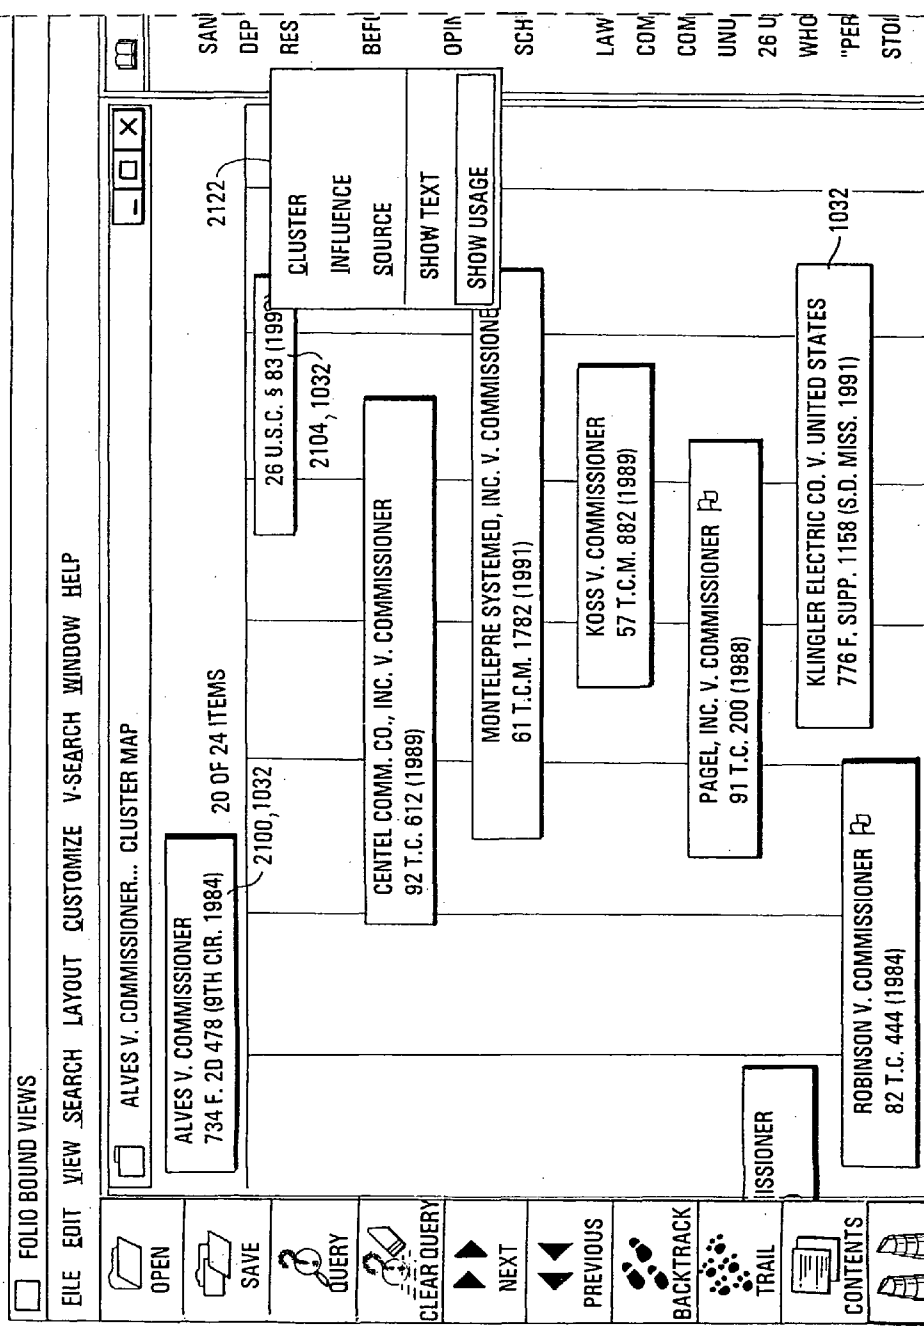 FOLIO BOUND VIEWS
FILE EDIT VIEW SEARCH LAYOUT CUSTOMIZE V-SEARCH WINDOW HELP
ALVES V. COMMISSIONER... CLUSTER MAP
OPEN
SAVE
QUERY
CLEAR QUERY
NEXT
PREVIOUS
BACKTRACK
TRAIL
CONTENTS
ALVES V. COMMISSIONER
734 F. 2D 478 (9TH CIR. 1984)
20 OF 24 ITEMS
2100,1032
2122
26 U.S.C. § 83 (199
2104, 1032
CLUSTER
INFLUENCE
SOURCE
SHOW TEXT
SHOW USAGE
CENTEL COMM. CO., INC. V. COMMISSIONER
92 T.C. 612 (1989)
MONTELEPRE SYSTEMED, INC. V. COMMISSIONE
61 T.C.M. 1782 (1991)
KOSS V. COMMISSIONER
57 T.C.M. 882 (1989)
PAGEL, INC. V. COMMISSIONER
91 T.C. 200 (1988)
ISSIONER
KLINGLER ELECTRIC CO. V. UNITED STATES
776 F. SUPP. 1158 (S.D. MISS. 1991)
1032
ROBINSON V. COMMISSIONER
82 T.C. 444 (1984)
SAN
DEP
RES
BEF
OPIN
SCH
LAW
COM
COM
UNU
26 U
WHO
"PER
STO